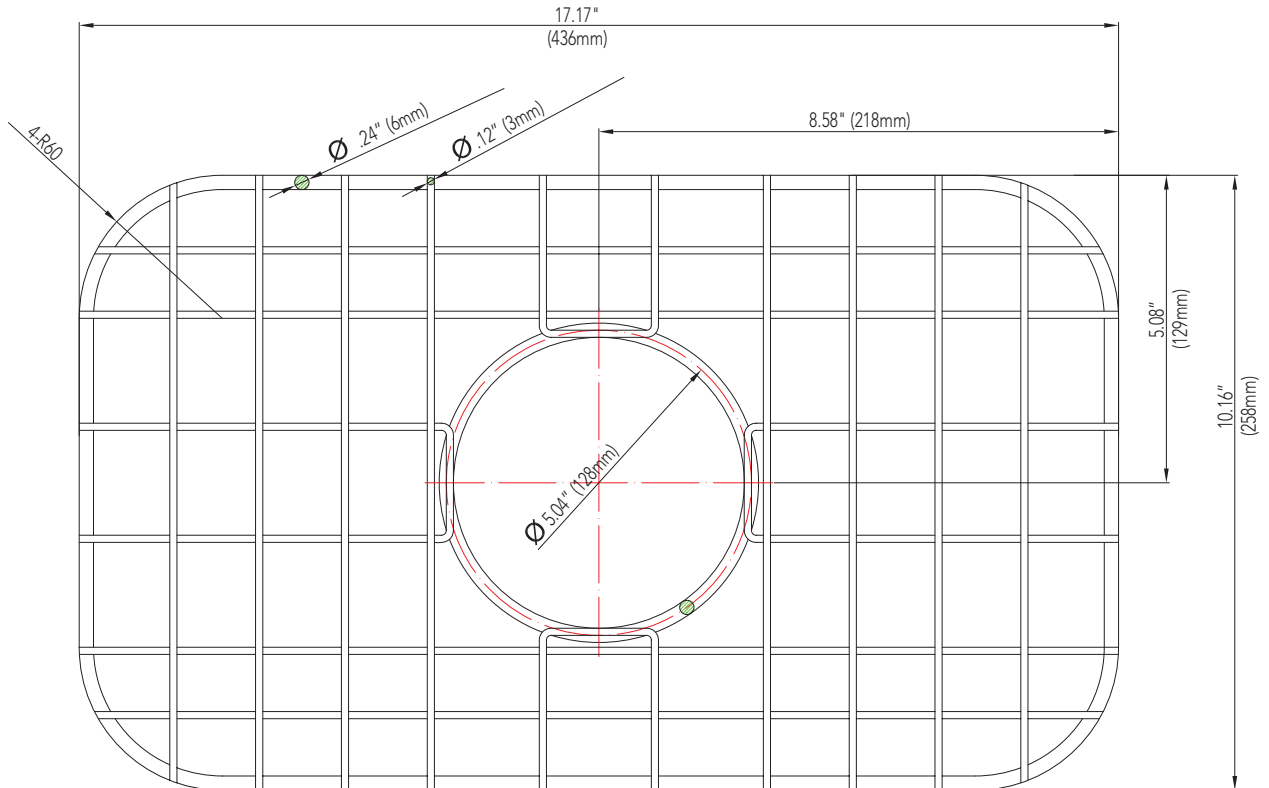 17.17"
(436mm)
4-R60
Ø .24" (6mm)
Ø .12" (3mm)
8.58" (218mm)
5.08"
(129mm)
10.16"
(258mm)
Ø 5.04" (128mm)